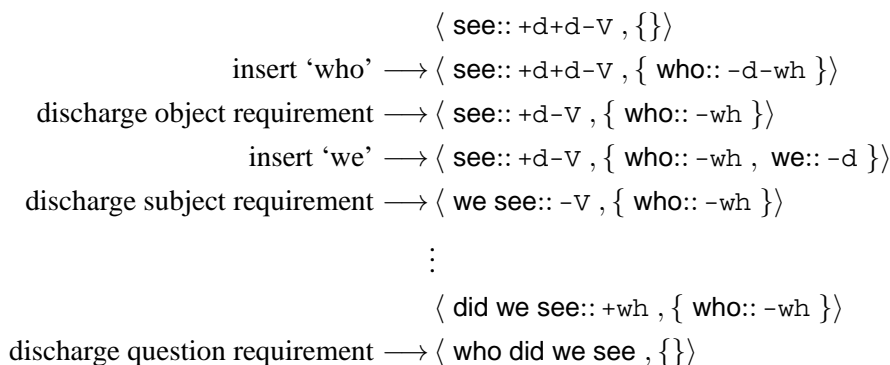 ⟨ see:: +d+d-V , {}⟩
insert ‘who’ ⟶ ⟨ see:: +d+d-V , { who:: -d-wh }⟩
discharge object requirement ⟶ ⟨ see:: +d-V , { who:: -wh }⟩
insert ‘we’ ⟶ ⟨ see:: +d-V , { who:: -wh , we:: -d }⟩
discharge subject requirement ⟶ ⟨ we see:: -V , { who:: -wh }⟩
⋮
⟨ did we see:: +wh , { who:: -wh }⟩
discharge question requirement ⟶ ⟨ who did we see , {}⟩